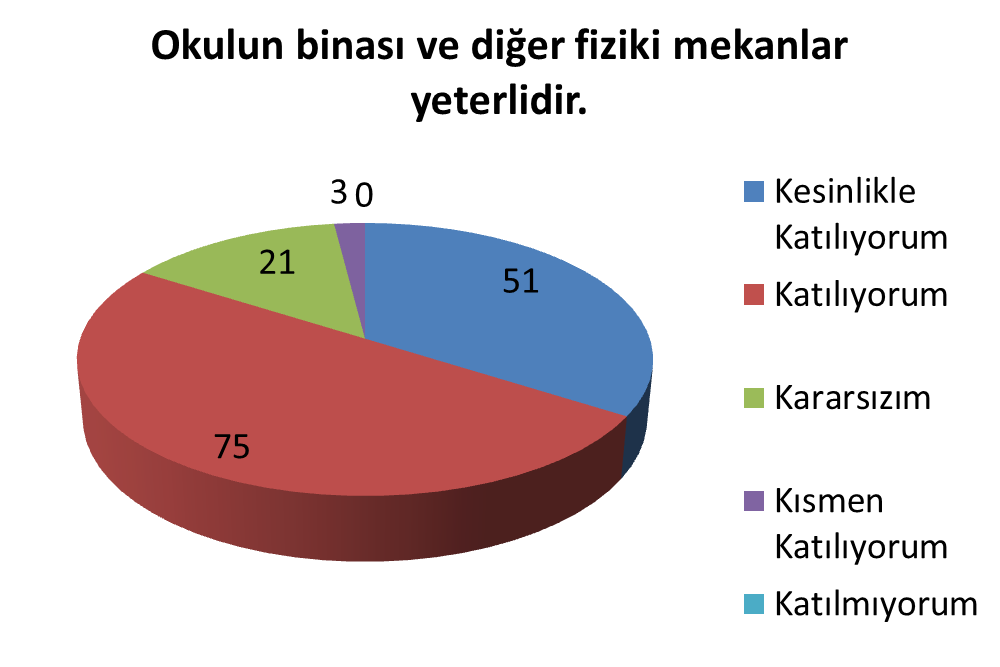 Okulun binası ve diğer fiziki mekanlar
yeterlidir.
3 0
21
51
75
Kesinlikle
Katılıyorum
Katılıyorum
Kararsızım
Kısmen
Katılıyorum
Katılmıyorum